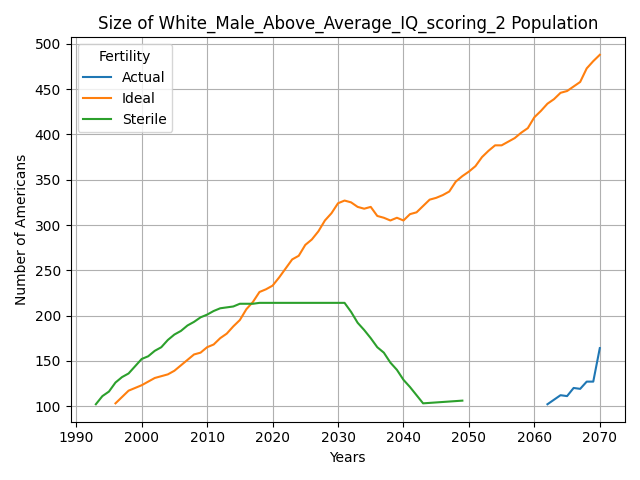 Size of White_Male_Above_Average_IQ_scoring_2 Population
500
450
400
350
300
250
200
150
100
Number of Americans
Fertility
Actual
Ideal
Sterile
1990 2000 2010 2020 2030 2040 2050 2060 2070
Years